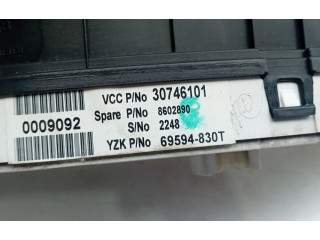 VCC P/No 30746101
Spare P/No 8602890
0009092
S/No 2248
YZK P/No 69594-830T